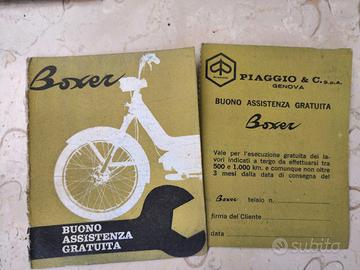 Boxer
BUONO
ASSISTENZA
GRATUITA
PIAGGIO & C. S.p.A.
GENOVA
BUONO ASSISTENZA GRATUITA
Boxer
Vale per l'esecuzione gratuita dei la-
vori indicati a tergo da effettuarsi tra
500 e 1.000 km. e comunque non oltre
3 mesi dalla data di consegna del
Boxer telaio n.
firma del Cliente
data
subito